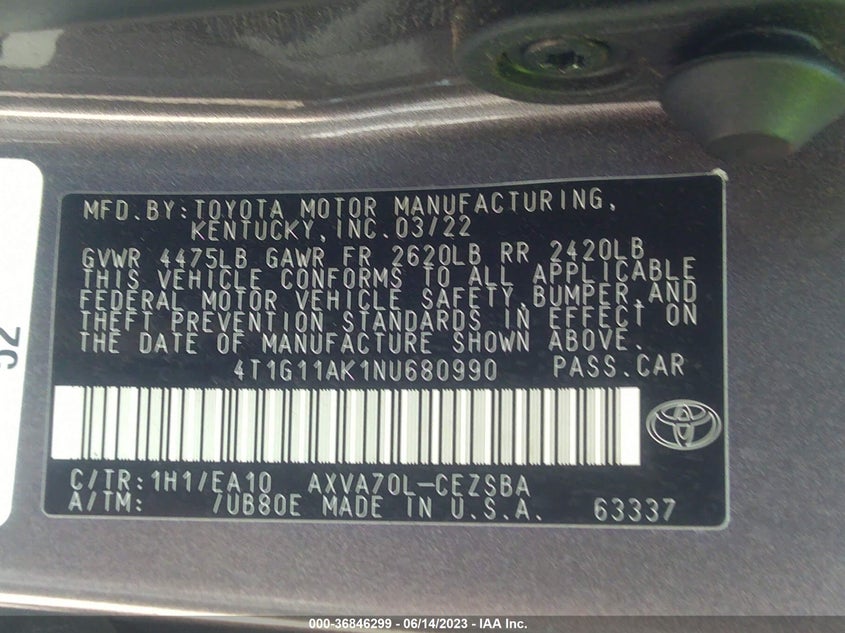 MFD. BY: TOYOTA MOTOR MANUFACTURING,
KENTUCKY, INC. 03/22
GVWR 4475LB GAWR FR 2620LB RR 2420LB
THIS VEHICLE CONFORMS TO ALL APPLICABLE
FEDERAL MOTOR VEHICLE SAFETY, BUMPER, AND
THEFT PREVENTION STANDARDS IN EFFECT ON
THE DATE OF MANUFACTURE SHOWN ABOVE.
4T1G11AK1NU680990 PASS. CAR
C/TR: 1H1/EA10 AXVA70L-CEZSBA
A/TM: /UB80E MADE IN U.S.A. 63337
000-36846299 - 06/14/2023 - IAA Inc.